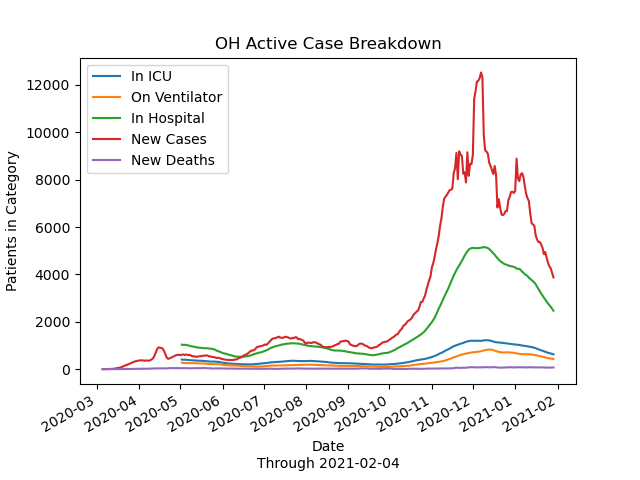 OH Active Case Breakdown
In ICU
On Ventilator
In Hospital
New Cases
New Deaths
12000
10000
8000
6000
4000
2000
0
Patients in Category
2020-03
2020-04
2020-05
2020-06
2020-07
2020-08
2020-09
2020-10
2020-11
2020-12
2021-01
2021-02
Date
Through 2021-02-04